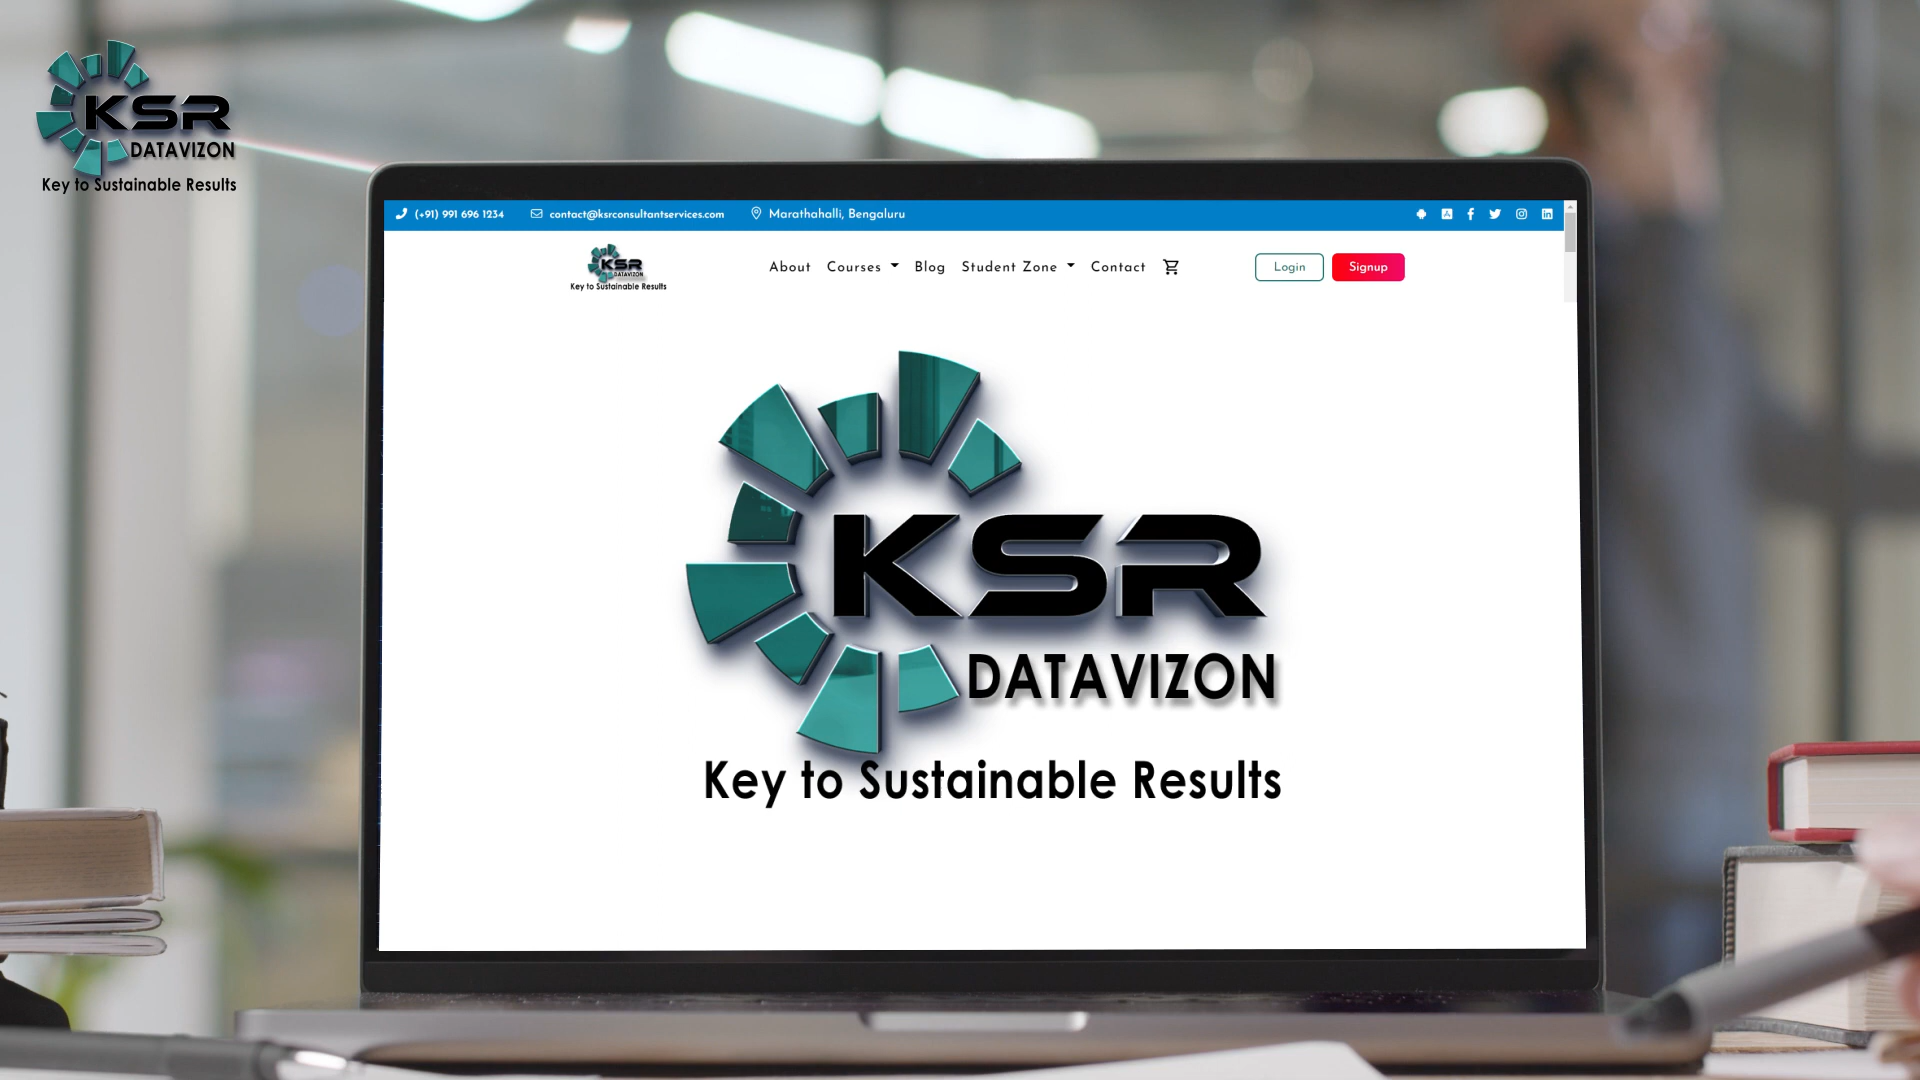 KSR
DATAVIZON
Key to Sustainable Results
(+91) 991 696 1234 contact@ksrconsultantservices.com Marathahalli, Bengaluru
KSR
DATAVIZON
Key to Sustainable Results
About Courses Blog Student Zone Contact Login Signup
KSR
DATAVIZON
Key to Sustainable Results